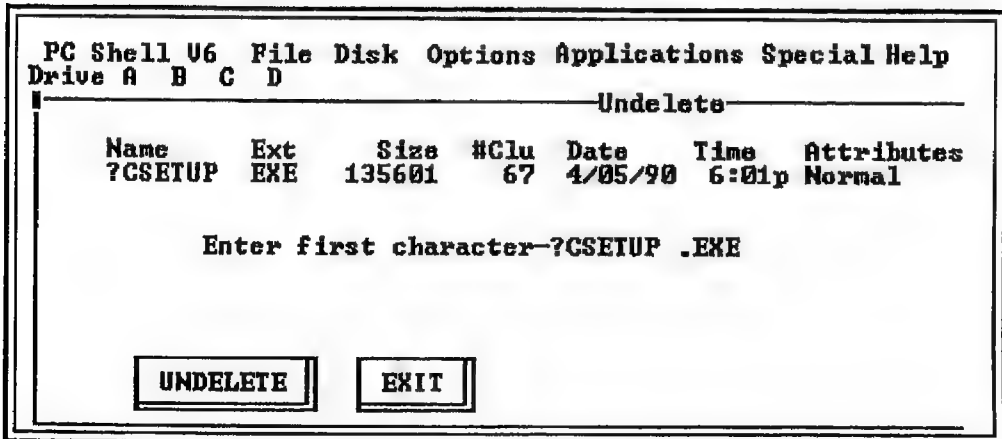 PC Shell V6 File Disk Options Applications Special Help
Drive A B C D
Undelete
Name Ext Size #Clu Date Time Attributes
?CSETUP EXE 135601 67 4/05/90 6:01p Normal
Enter first character-?CSETUP .EXE
UNDELETE EXIT